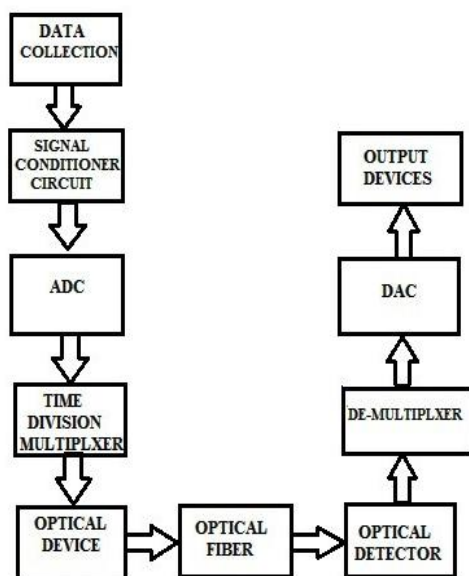 DATA
COLLECTION
SIGNAL
CONDITIONER
CIRCUIT
ADC
TIME
DIVISION
MULTIPLXER
OPTICAL
DEVICE
OPTICAL
FIBER
OPTICAL
DETECTOR
DE-MULTIPLXER
DAC
OUTPUT
DEVICES